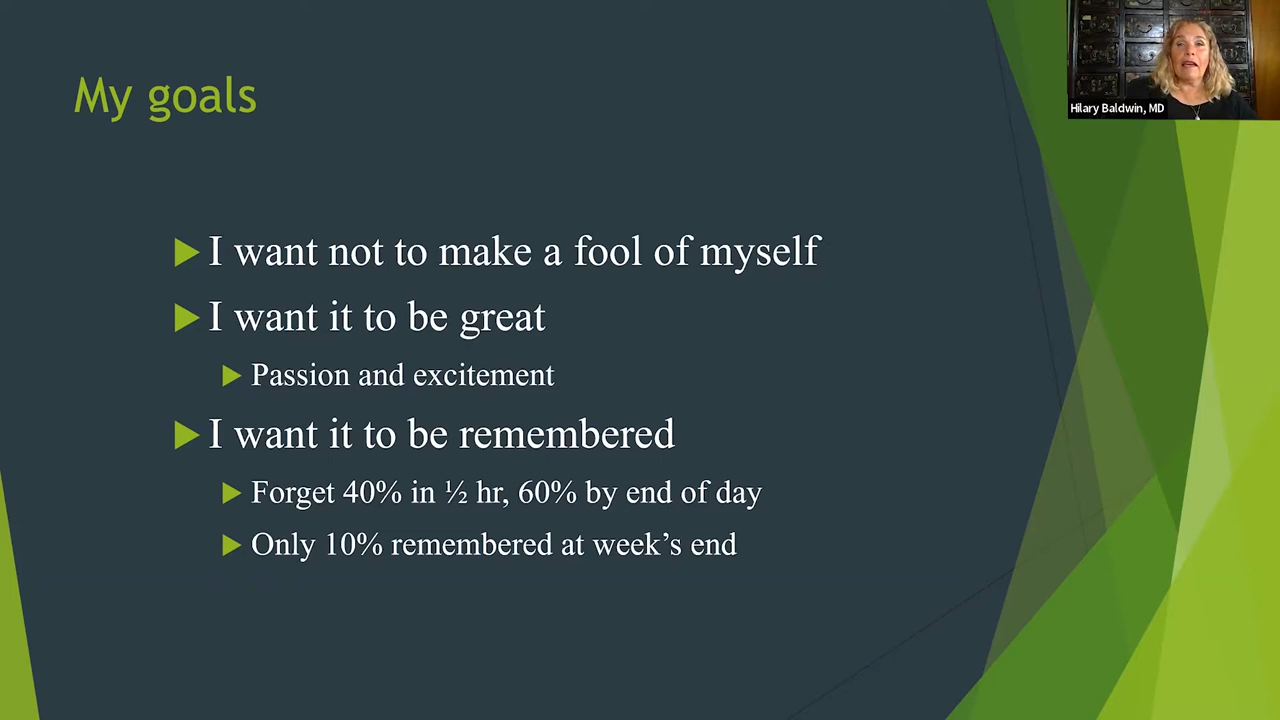 My goals
Hilary Baldwin, MD
I want not to make a fool of myself
I want it to be great
Passion and excitement
I want it to be remembered
Forget 40% in ½ hr, 60% by end of day
Only 10% remembered at week’s end